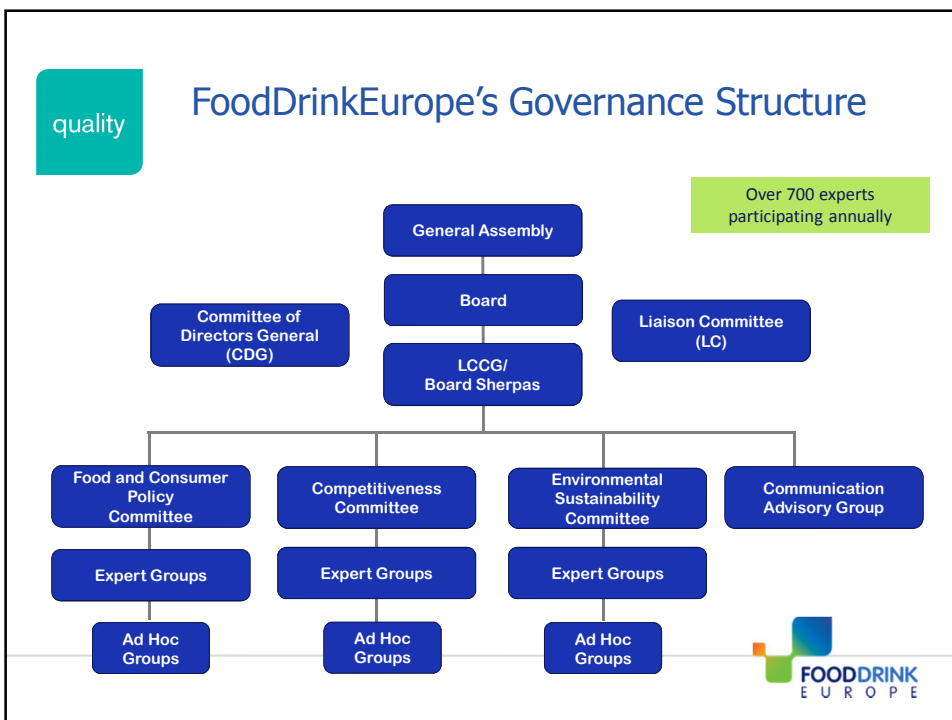 quality
FoodDrinkEurope's Governance Structure
Over 700 experts
participating annually
General Assembly
Board
Committee of
Directors General
(CDG)
Liaison Committee
(LC)
LCCG/
Board Sherpas
Food and Consumer
Policy
Committee
Competitiveness
Committee
Environmental
Sustainability
Committee
Communication
Advisory Group
Expert Groups
Expert Groups
Expert Groups
Ad Hoc
Groups
Ad Hoc
Groups
Ad Hoc
Groups
FOODDRINK
EUROPE